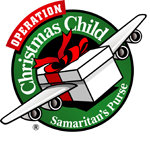 OPERATION
Christmas Child
Samaritan's Purse
®